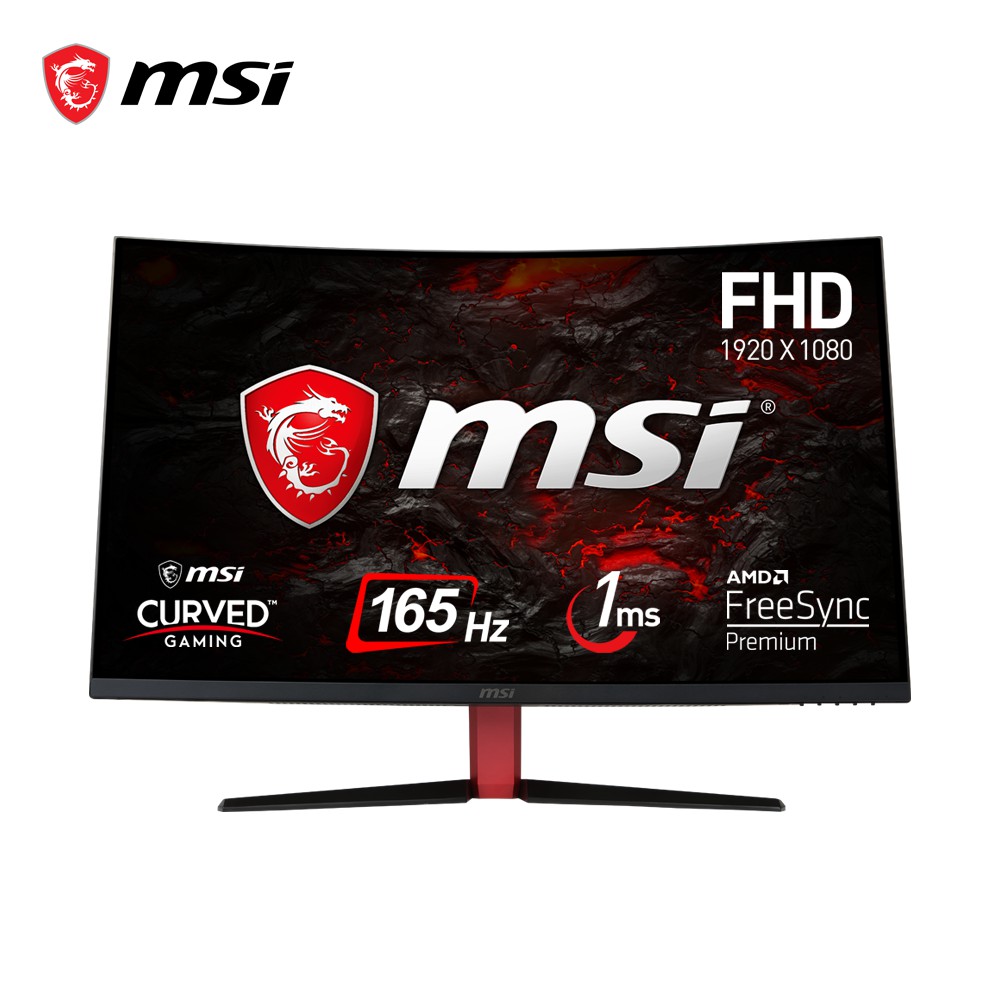 msi
FHD
1920 X 1080
msi®
msi
CURVED™
GAMING
165 Hz
1ms
AMD
FreeSync
Premium
msi